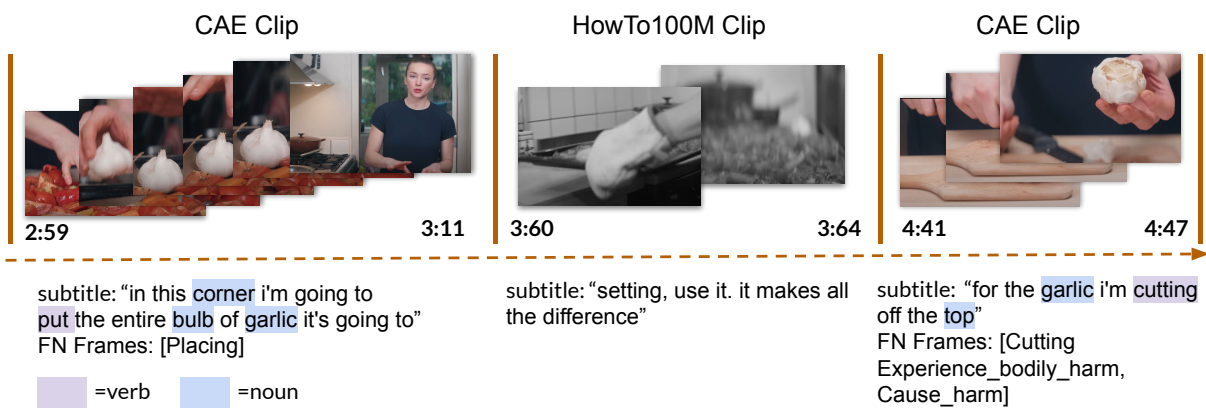 CAE Clip
HowTo100M Clip
CAE Clip
2:59
3:11
3:60
3:64
4:41
4:47
subtitle: “in this corner i'm going to
put the entire bulb of garlic it's going to”
FN Frames: [Placing]
=verb
=noun
subtitle: “setting, use it. it makes all
the difference”
subtitle: “for the garlic i'm cutting
off the top”
FN Frames: [Cutting
Experience_bodily_harm,
Cause_harm]